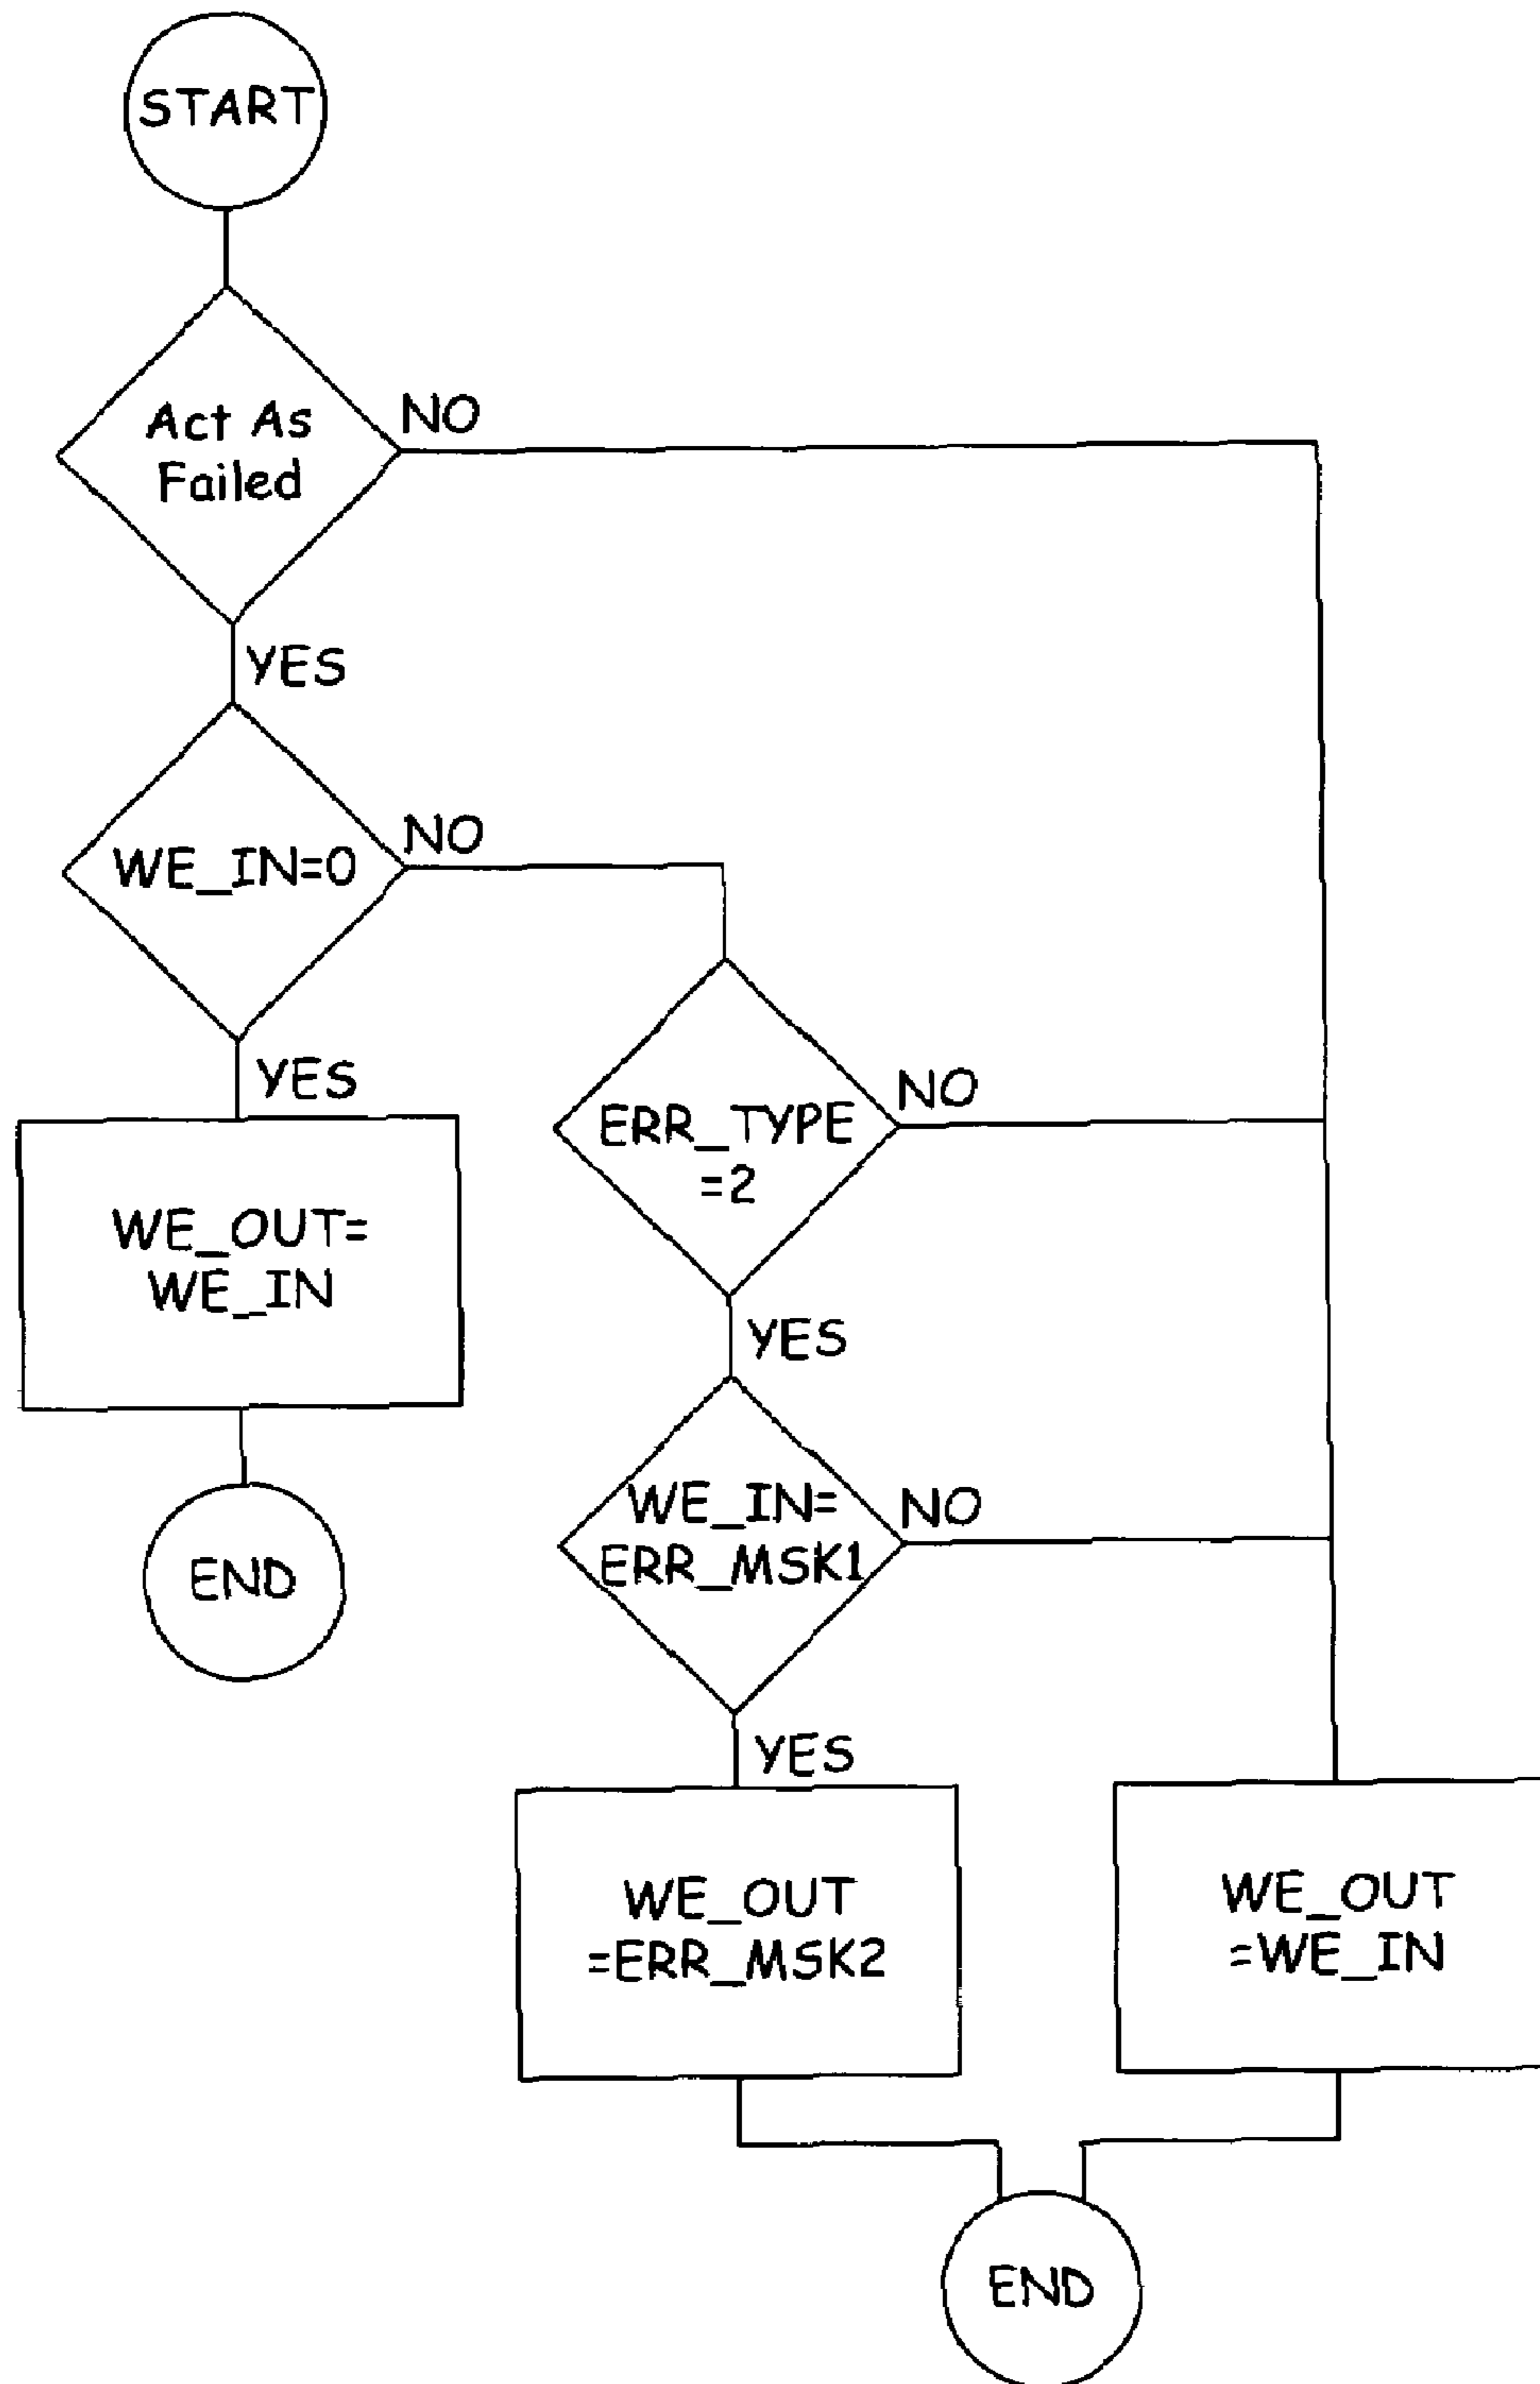 START
Act As
Failed
NO
YES
WE_IN=0
NO
YES
WE_OUT=
WE_IN
END
ERR_TYPE
=2
NO
YES
WE_IN=
ERR_MSK1
NO
YES
WE_OUT
=ERR_MSK2
WE_OUT
=WE_IN
END